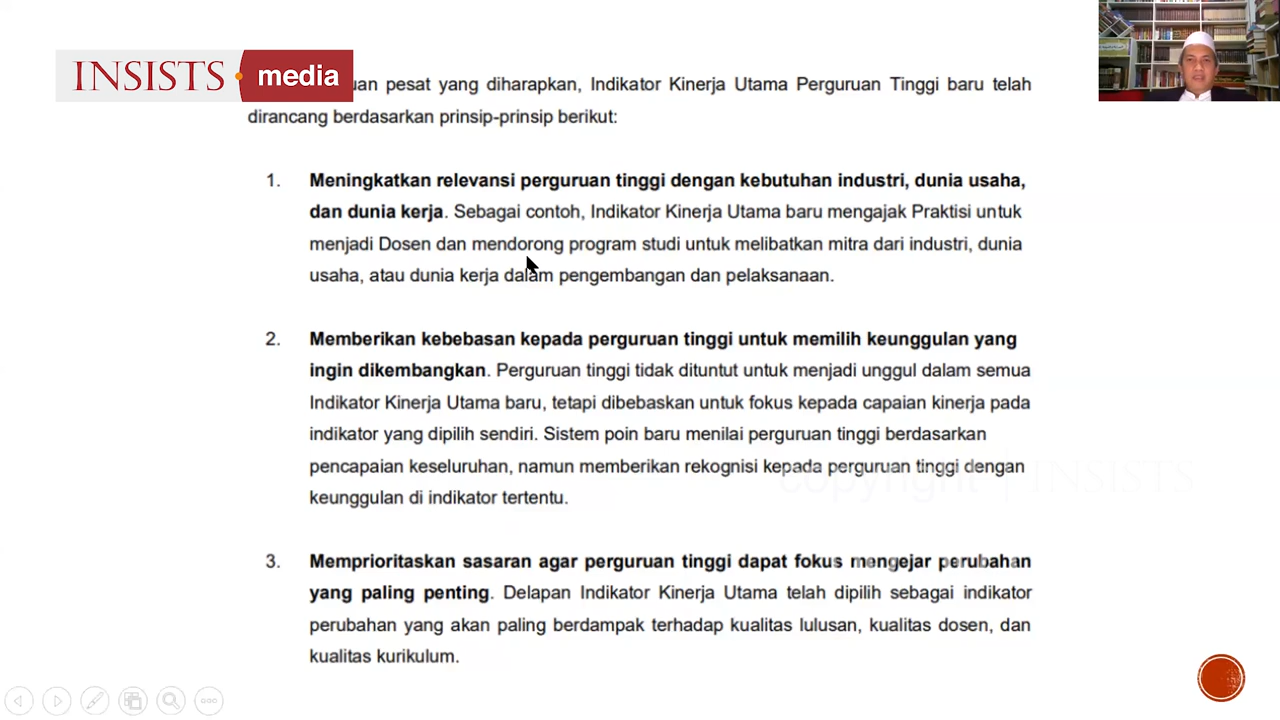 INSISTS media
pesat yang diharapkan, Indikator Kinerja Utama Perguruan Tinggi baru telah
dirancang berdasarkan prinsip-prinsip berikut:
1. Meningkatkan relevansi perguruan tinggi dengan kebutuhan industri, dunia usaha,
dan dunia kerja. Sebagai contoh, Indikator Kinerja Utama baru mengajak Praktisi untuk
menjadi Dosen dan mendorong program studi untuk melibatkan mitra dari industri, dunia
usaha, atau dunia kerja dalam pengembangan dan pelaksanaan.
2. Memberikan kebebasan kepada perguruan tinggi untuk memilih keunggulan yang
ingin dikembangkan. Perguruan tinggi tidak dituntut untuk menjadi unggul dalam semua
Indikator Kinerja Utama baru, tetapi dibebaskan untuk fokus kepada capaian kinerja pada
indikator yang dipilih sendiri. Sistem poin baru menilai perguruan tinggi berdasarkan
pencapaian keseluruhan, namun memberikan rekognisi kepada perguruan tinggi dengan
keunggulan di indikator tertentu.
copyright | INSISTS
3. Memprioritaskan sasaran agar perguruan tinggi dapat fokus mengejar perubahan
yang paling penting. Delapan Indikator Kinerja Utama telah dipilih sebagai indikator
perubahan yang akan paling berdampak terhadap kualitas lulusan, kualitas dosen, dan
kualitas kurikulum.